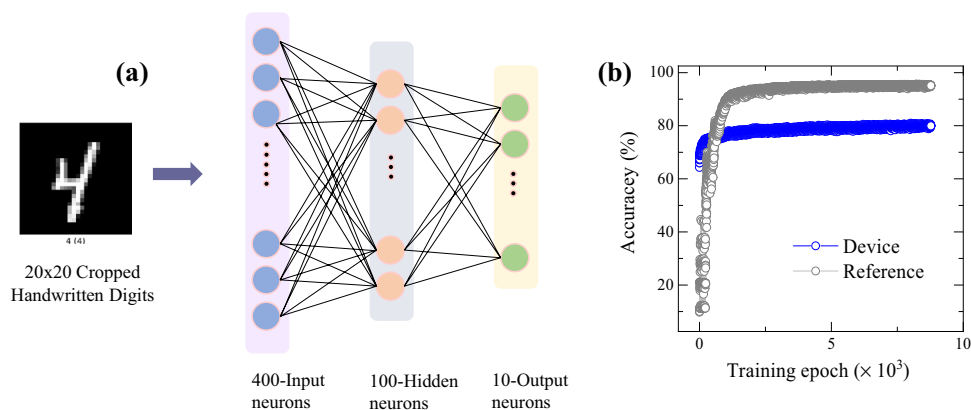 (a)
4 (4)
20x20 Cropped
Handwritten Digits
400-Input
neurons
100-Hidden
neurons
10-Output
neurons
(b)
Accuracey (%)
100
80
60
40
20
Device
Reference
0
5
10
Training epoch (× 10³)